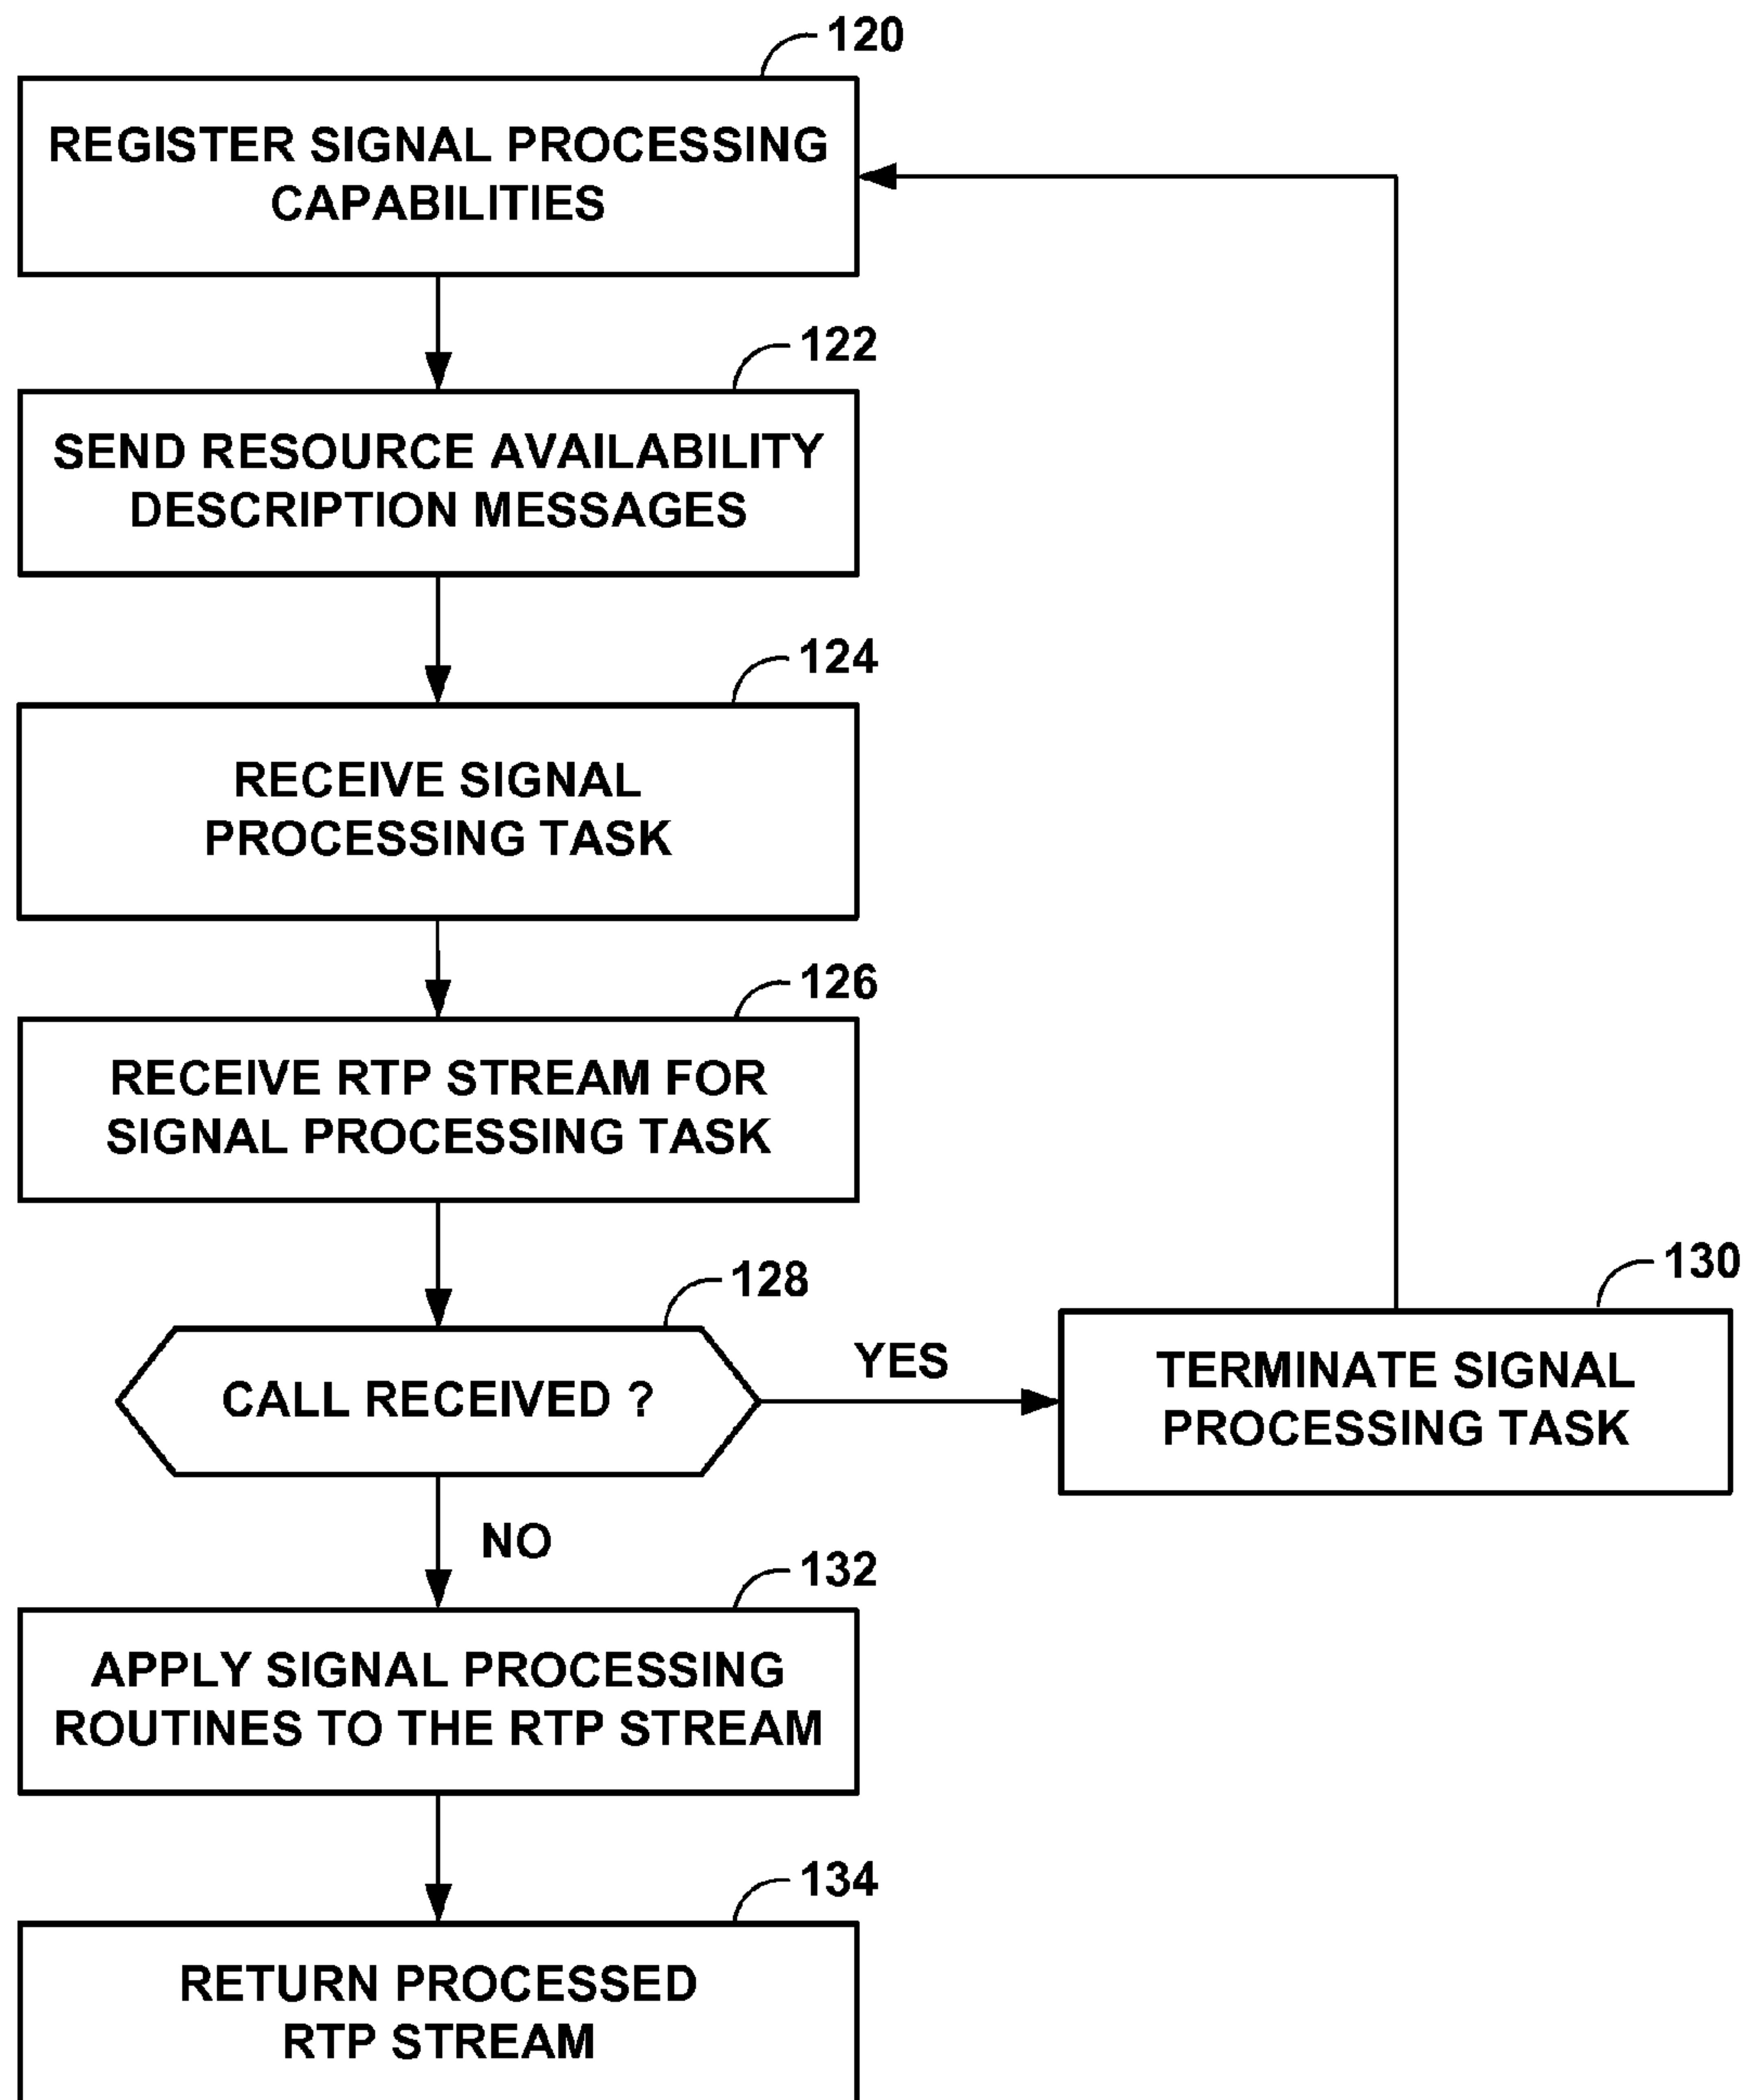 120
REGISTER SIGNAL PROCESSING
CAPABILITIES
122
SEND RESOURCE AVAILABILITY
DESCRIPTION MESSAGES
124
RECEIVE SIGNAL
PROCESSING TASK
126
RECEIVE RTP STREAM FOR
SIGNAL PROCESSING TASK
128
CALL RECEIVED ?
YES
130
TERMINATE SIGNAL
PROCESSING TASK
NO
132
APPLY SIGNAL PROCESSING
ROUTINES TO THE RTP STREAM
134
RETURN PROCESSED
RTP STREAM